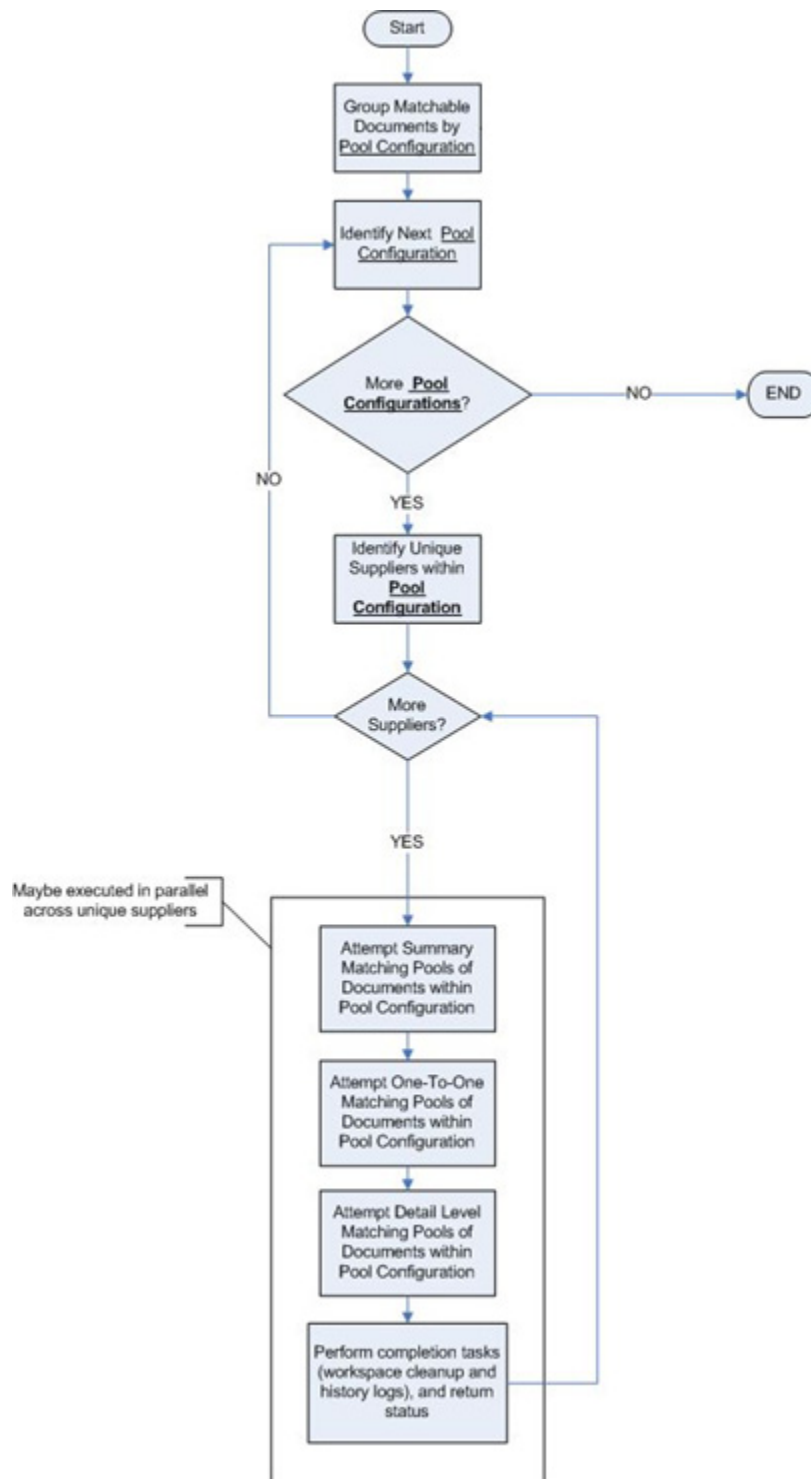 Start
Group Matchable
Documents by
Pool Configuration
Identify Next Pool
Configuration
More Pool
Configurations?
NO
END
NO
YES
Identify Unique
Suppliers within
Pool
Configuration
More
Suppliers?
YES
Maybe executed in parallel
across unique suppliers
Attempt Summary
Matching Pools of
Documents within
Pool Configuration
Attempt One-To-One
Matching Pools of
Documents within
Pool Configuration
Attempt Detail Level
Matching Pools of
Documents within
Pool Configuration
Perform completion tasks
(workspace cleanup and
history logs), and return
status